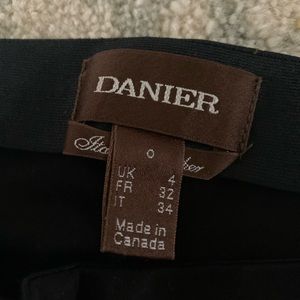 DANIER
0
UK 4
FR 32
IT 34
Made in
Canada